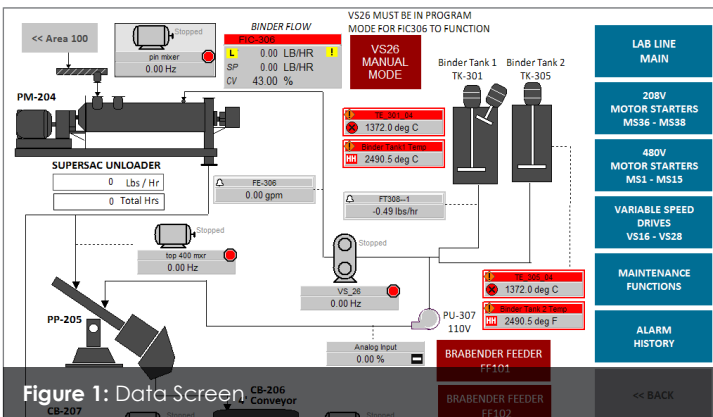 << Area 100
Stopped
pin mixer
0.00 Hz
BINDER FLOW
FIC-306
L 0.00 LB/HR !
SP 0.00 LB/HR
CV 43.00 %
VS26 MUST BE IN PROGRAM
MODE FOR FIC306 TO FUNCTION
VS26
MANUAL
MODE
Binder Tank 1
TK-301
Binder Tank 2
TK-305
LAB LINE
MAIN
208V
MOTOR STARTERS
MS36 - MS38
480V
MOTOR STARTERS
MS1 - MS15
VARIABLE SPEED
DRIVES
VS16 - VS28
MAINTENANCE
FUNCTIONS
ALARM
HISTORY
<< BACK
PM-204
TE_301_04
1372.0 deg C
Binder Tank1 Temp
HH 2490.5 deg C
SUPERSAC UNLOADER
0 Lbs / Hr
0 Total Hrs
FE-306
0.00 gpm
FT308--1
-0.49 lbs/hr
Stopped
top 400 mxr
0.00 Hz
Stopped
VS_26
0.00 Hz
TE_305_04
1372.0 deg C
Binder Tank 2 Temp
HH 2490.5 deg F
PP-205
PU-307
110V
Analog Input
0.00 %
BRABENDER FEEDER
FF101
BRABENDER FEEDER
FF102
CB-206
Conveyor
CB-207
Stopped
Stopped
Figure 1: Data Screen